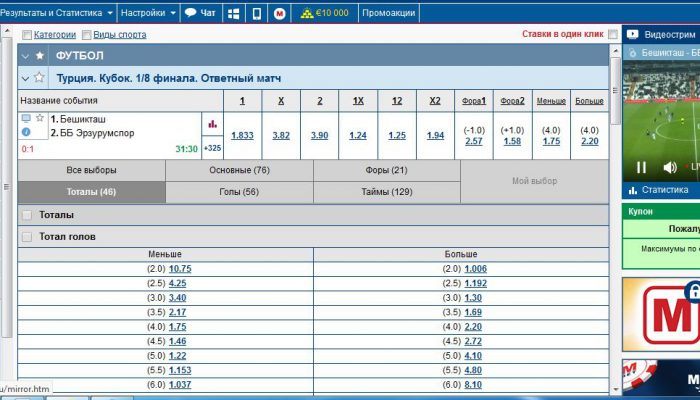 Результаты и Статистика Настройки Чат €10 000 Промоакции
Категории Виды спорта Ставки в один клик
Видеострим
Бешикташ - ББ
ФУТБОЛ
Турция. Кубок. 1/8 финала. Ответный матч
Название события 1 X 2 1X 12 X2 Фора1 Фора2 Меньше Больше
1. Бешикташ
2. ББ Эрзурумспор
0:1 31:30 +325
1.833 3.82 3.90 1.24 1.25 1.94 (-1.0) 2.57 (+1.0) 1.58 (4.0) 1.75 (4.0) 2.20
Все выборы Основные (76) Форы (21) Мой выбор
Тоталы (46) Голы (56) Таймы (129)
LIV
Статистика
Купон
Пожалу
Максимумы по
Тоталы
Тотал голов
Меньше Больше
(2.0) 10.75 (2.0) 1.006
(2.5) 4.25 (2.5) 1.192
(3.0) 3.40 (3.0) 1.30
(3.5) 2.17 (3.5) 1.69
(4.0) 1.75 (4.0) 2.20
(4.5) 1.46 (4.5) 2.72
(5.0) 1.22 (5.0) 4.10
(5.5) 1.153 (5.5) 4.80
(6.0) 1.037 (6.0) 8.10
u/mirror.htm
M
M